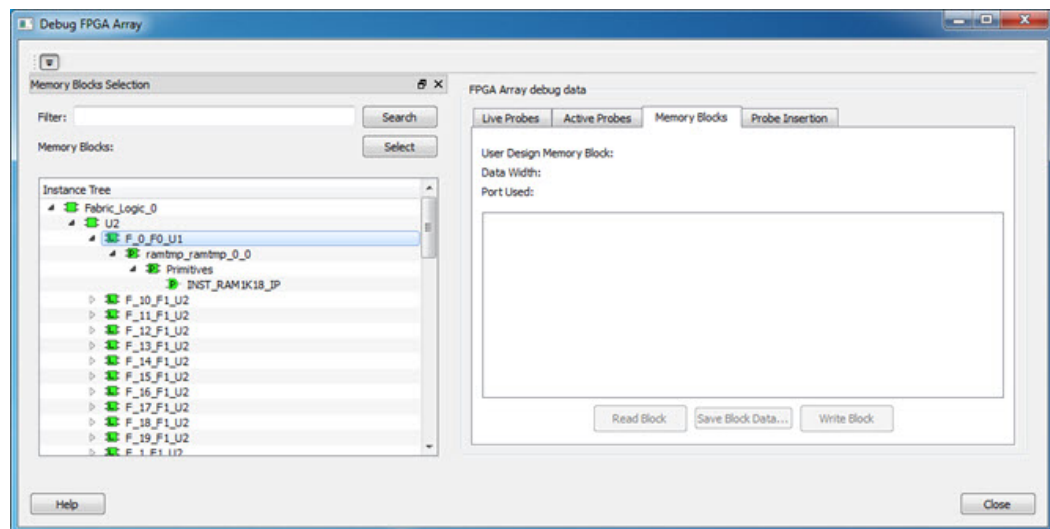 Debug FPGA Array
Memory Blocks Selection
Filter:
Search
Memory Blocks:
Select
Instance Tree
Fabric_Logic_0
U2
F_0_F0_U1
ramtmp_ramtmp_0_0
Primitives
INST_RAM1K18_IP
F_10_F1_U2
F_11_F1_U2
F_12_F1_U2
F_13_F1_U2
F_14_F1_U2
F_15_F1_U2
F_16_F1_U2
F_17_F1_U2
F_18_F1_U2
F_19_F1_U2
F_1_F1_U2
FPGA Array debug data
Live Probes Active Probes Memory Blocks Probe Insertion
User Design Memory Block:
Data Width:
Port Used:
Read Block Save Block Data... Write Block
Help
Close